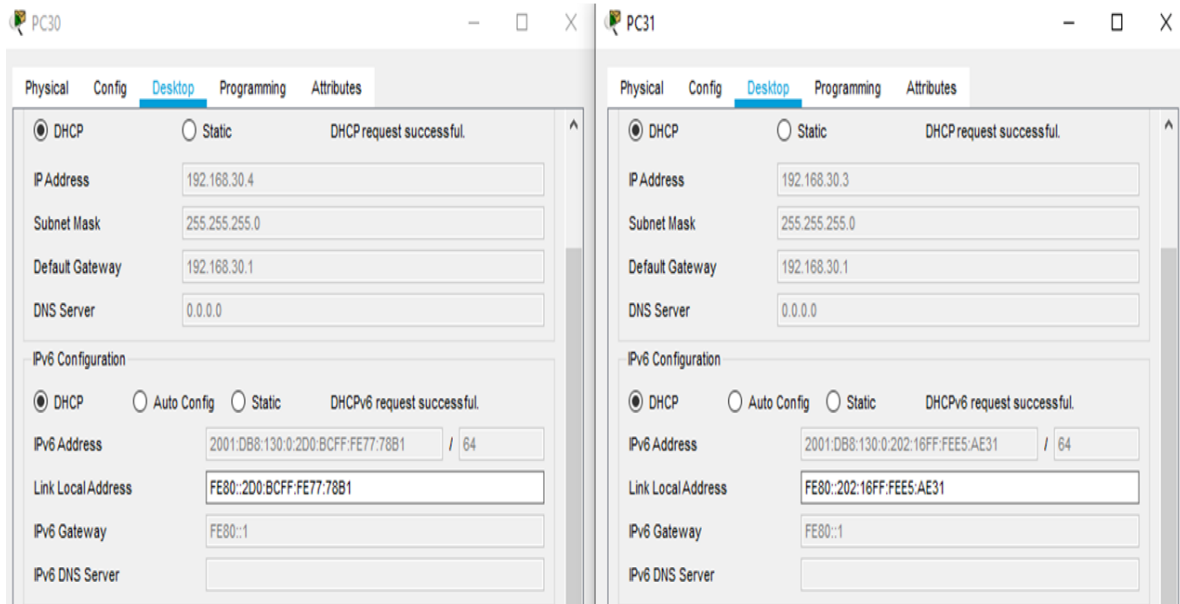 PC30
Physical Config Desktop Programming Attributes
DHCP Static DHCP request successful.
IP Address 192.168.30.4
Subnet Mask 255.255.255.0
Default Gateway 192.168.30.1
DNS Server 0.0.0.0
IPv6 Configuration
DHCP Auto Config Static DHCPv6 request successful.
IPv6 Address 2001:DB8:130:0:2D0:BCFF:FE77:78B1 / 64
Link Local Address FE80::2D0:BCFF:FE77:78B1
IPv6 Gateway FE80::1
IPv6 DNS Server
PC31
Physical Config Desktop Programming Attributes
DHCP Static DHCP request successful.
IP Address 192.168.30.3
Subnet Mask 255.255.255.0
Default Gateway 192.168.30.1
DNS Server 0.0.0.0
IPv6 Configuration
DHCP Auto Config Static DHCPv6 request successful.
IPv6 Address 2001:DB8:130:0:202:16FF:FEE5:AE31 / 64
Link Local Address FE80::202:16FF:FEE5:AE31
IPv6 Gateway FE80::1
IPv6 DNS Server